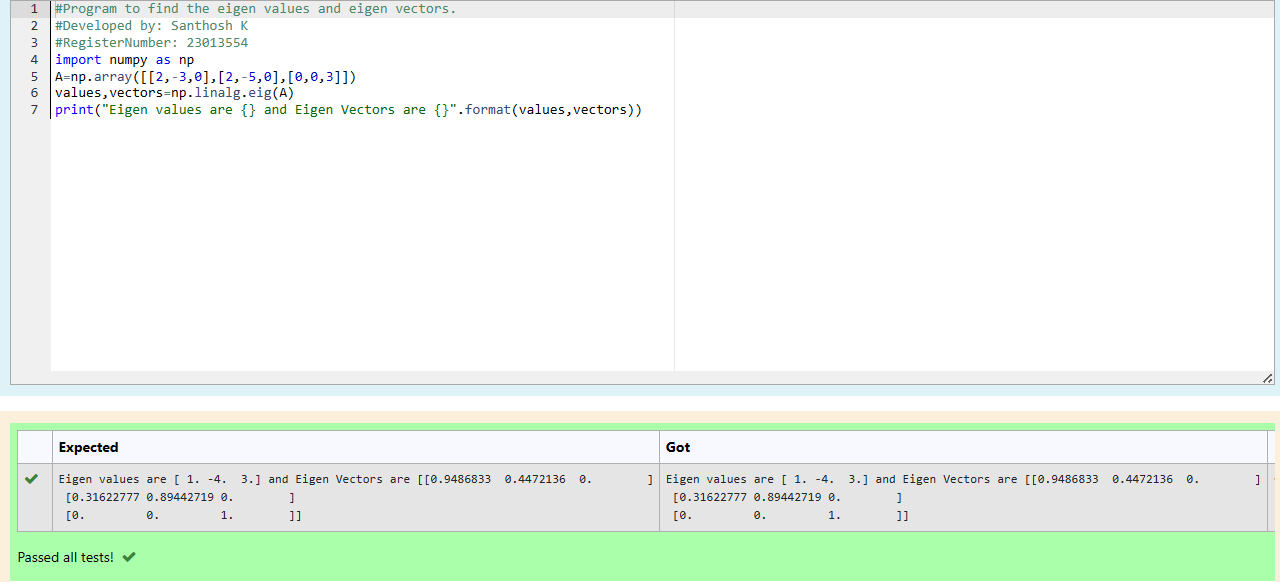 1 #Program to find the eigen values and eigen vectors.
2 #Developed by: Santhosh K
3 #RegisterNumber: 23013554
4 import numpy as np
5 A=np.array([[2,-3,0],[2,-5,0],[0,0,3]])
6 values,vectors=np.linalg.eig(A)
7 print("Eigen values are {} and Eigen Vectors are {}".format(values,vectors))
Expected Got
Eigen values are [ 1. -4.  3.] and Eigen Vectors are [[0.9486833  0.4472136  0.        ] Eigen values are [ 1. -4.  3.] and Eigen Vectors are [[0.9486833  0.4472136  0.        ]
[0.31622777 0.89442719 0.        ] [0.31622777 0.89442719 0.        ]
[0.         0.         1.        ]] [0.         0.         1.        ]]
Passed all tests!